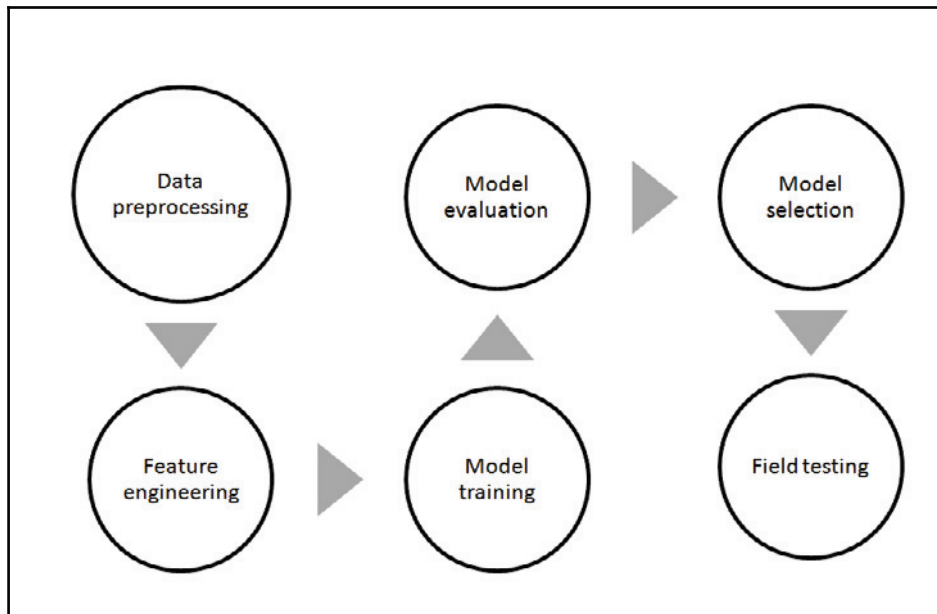 Data
preprocessing
Feature
engineering
Model
training
Model
evaluation
Model
selection
Field testing